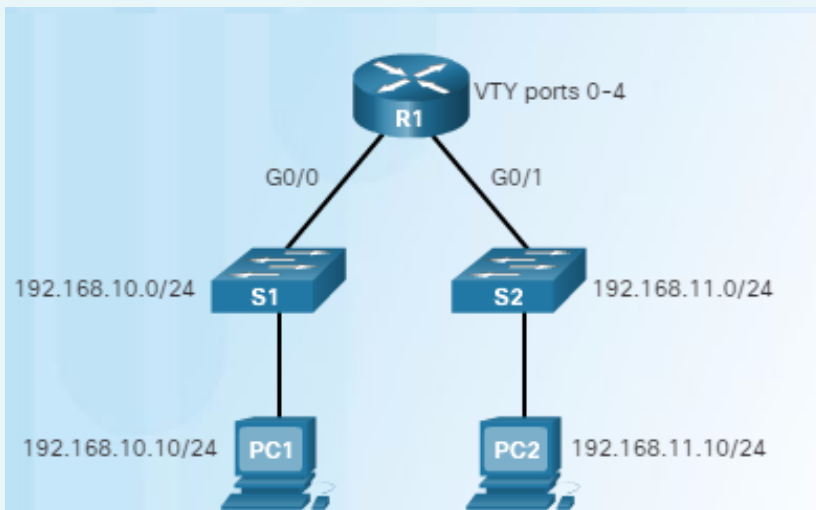 VTY ports 0-4
R1
G0/0
G0/1
192.168.10.0/24
S1
S2
192.168.11.0/24
192.168.10.10/24
PC1
PC2
192.168.11.10/24